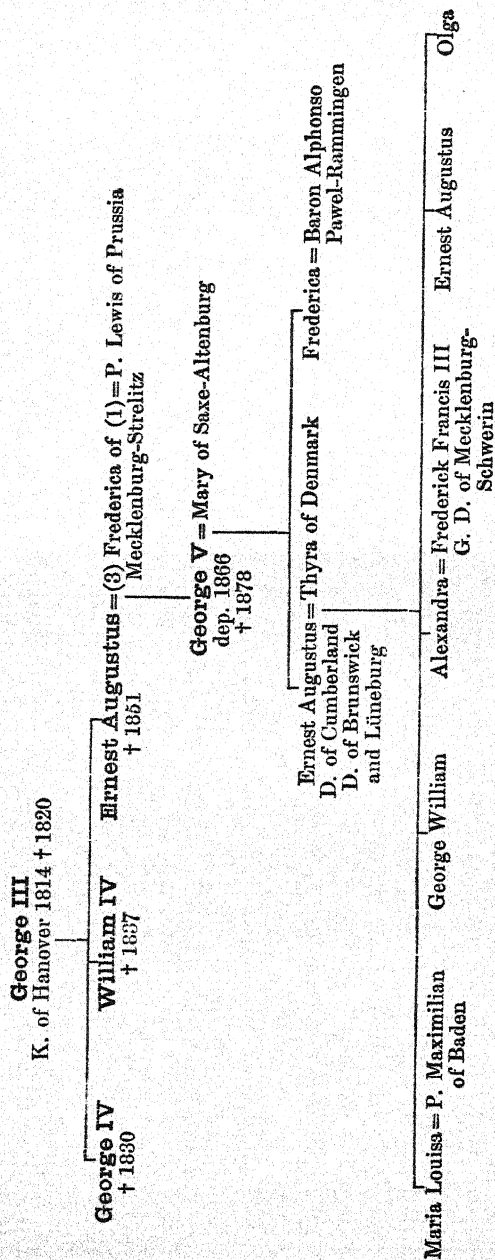 George III
K. of Hanover 1814 † 1820
George IV
† 1830
William IV
† 1837
Ernest Augustus=(3) Frederica of (1)=P. Lewis of Prussia
† 1851
Mecklenburg-Strelitz
George V=Mary of Saxe-Altenburg
dep. 1866
† 1878
Ernest Augustus=Thyra of Denmark
D. of Cumberland
D. of Brunswick
and Lüneburg
Frederica=Baron Alphonso
Pawel-Rammingen
Maria Louisa=P. Maximilian
of Baden
George William
Alexandra=Frederick Francis III
G. D. of Mecklenburg-
Schwerin
Ernest Augustus
Olga